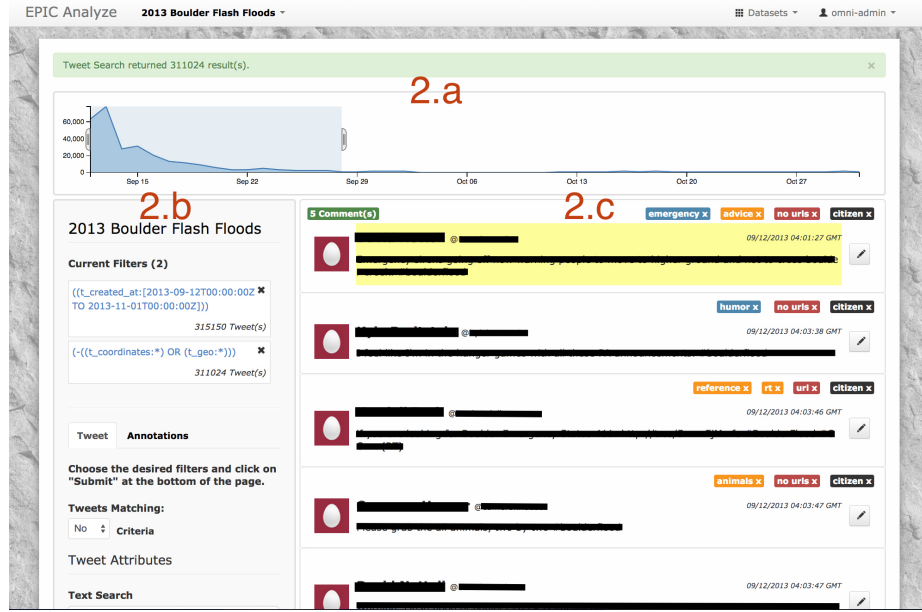 EPIC Analyze 2013 Boulder Flash Floods Datasets omni-admin
Tweet Search returned 311024 result(s). ×
2.a
60,000
40,000
20,000
0
Sep 15 Sep 22 Sep 29 Oct 06 Oct 13 Oct 20 Oct 27
2.b
2013 Boulder Flash Floods
Current Filters (2)
((t_created_at:[2013-09-12T00:00:00Z
TO 2013-11-01T00:00:00Z]))
315150 Tweet(s)
(-((t_coordinates:*) OR (t_geo:*)))
311024 Tweet(s)
Tweet Annotations
Choose the desired filters and click on
"Submit" at the bottom of the page.
Tweets Matching:
No Criteria
Tweet Attributes
Text Search
2.c
5 Comment(s) emergency x advice x no urls x citizen x
@ 09/12/2013 04:01:27 GMT
humor x no urls x citizen x
@ 09/12/2013 04:03:38 GMT
reference x rt x url x citizen x
@ 09/12/2013 04:03:46 GMT
animals x no urls x citizen x
@ 09/12/2013 04:03:47 GMT
@ 09/12/2013 04:03:47 GMT